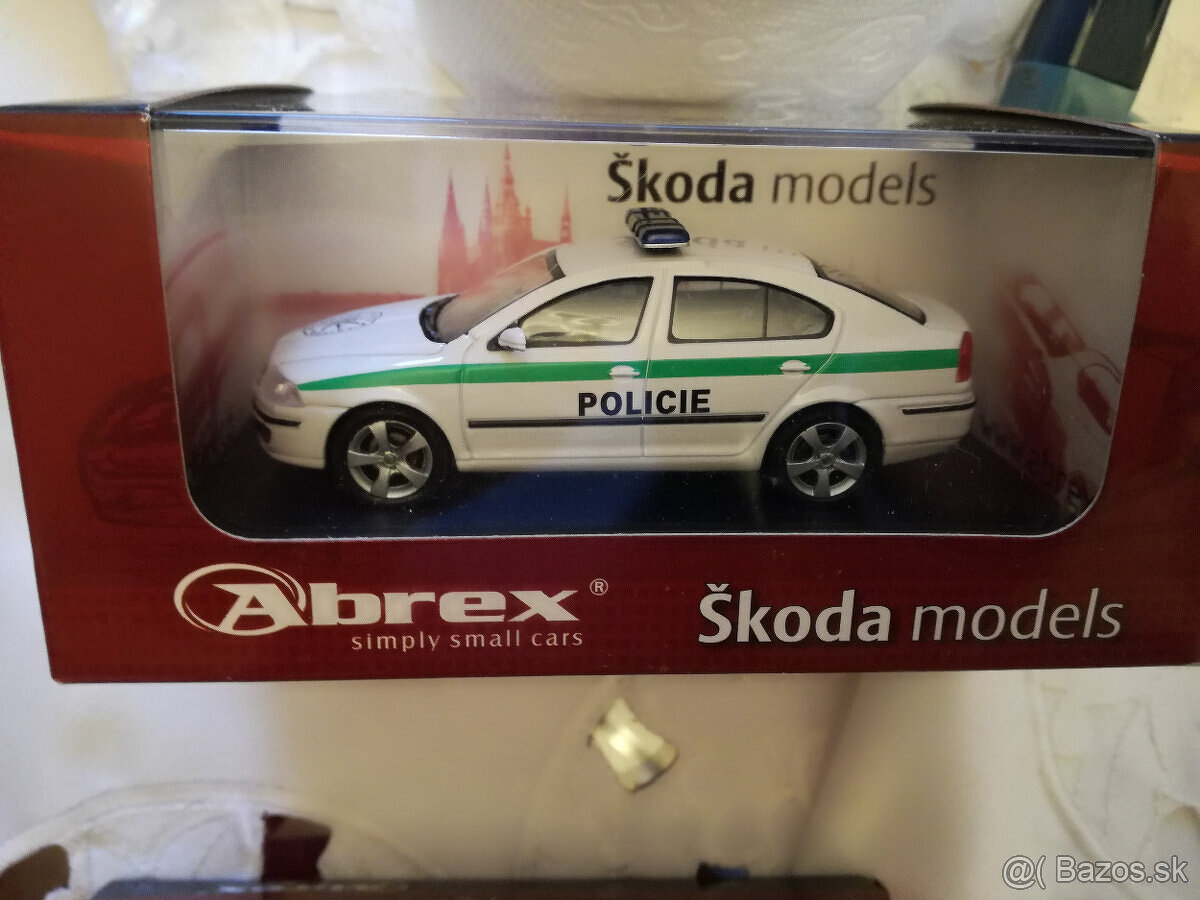 Škoda models
POLICIE
Abrex®
simply small cars
Škoda models
@( Bazos.sk